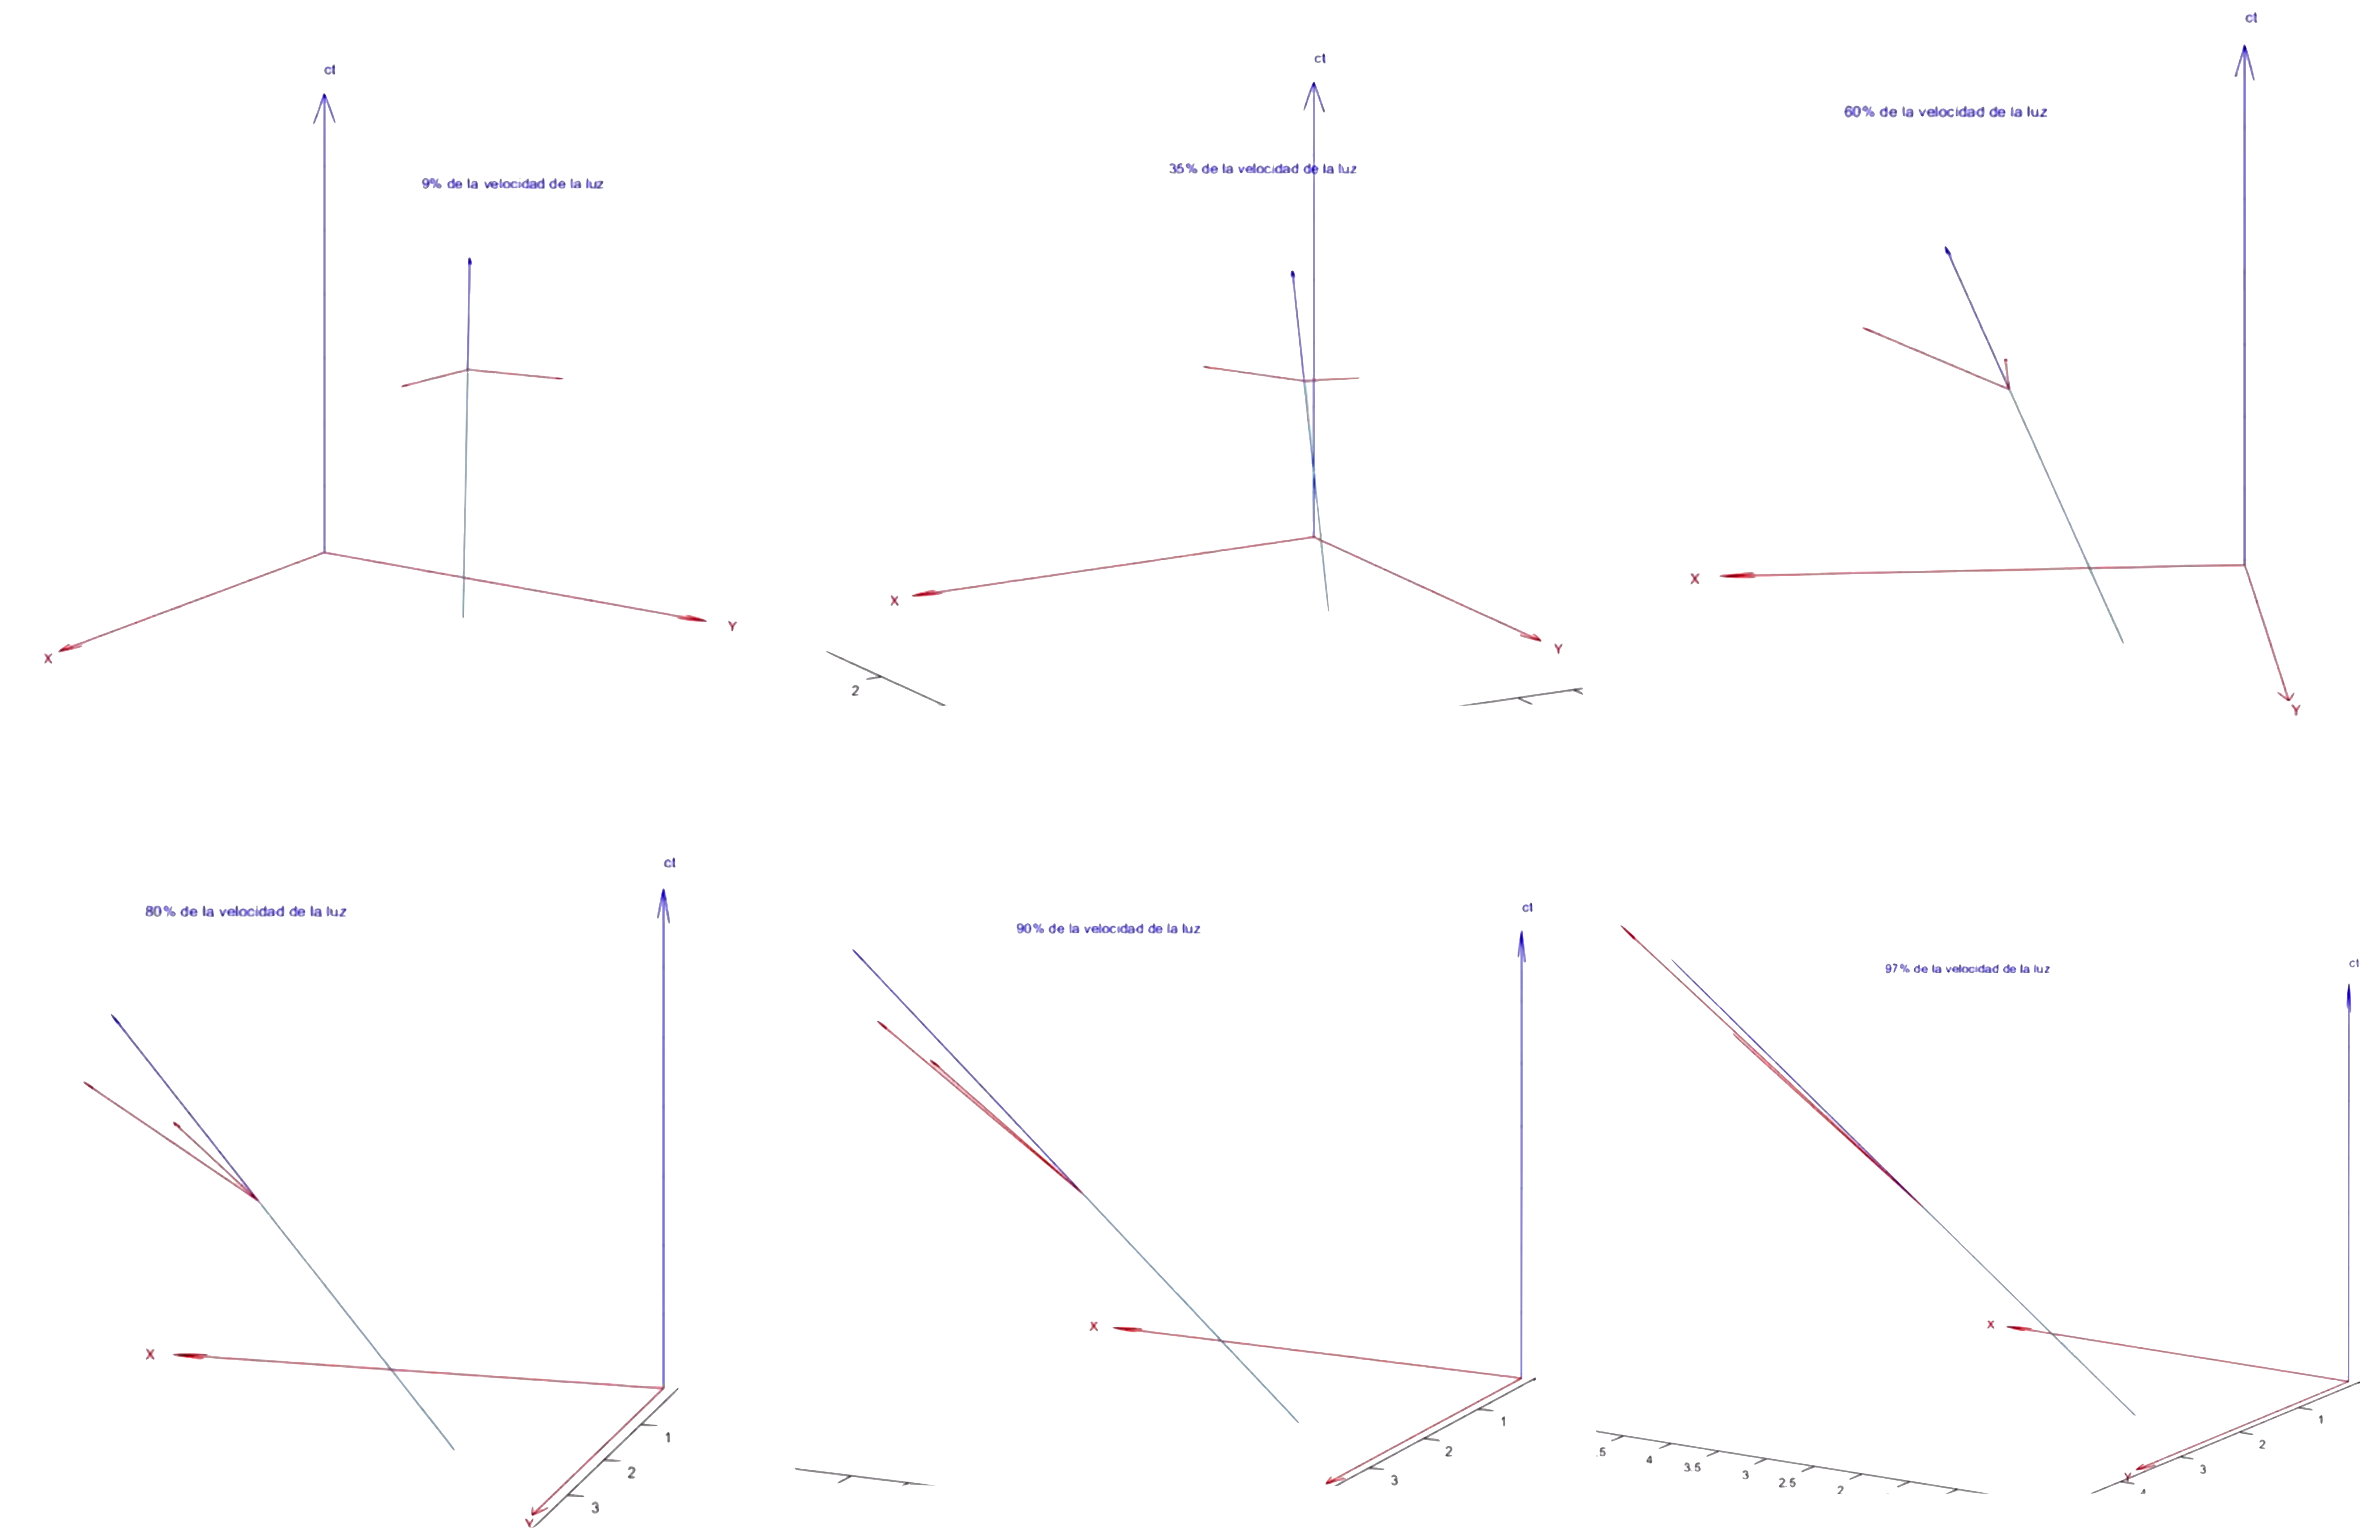 ct
9% de la velocidad de la luz
X
Y
ct
35% de la velocidad de la luz
X
Y
2
ct
60% de la velocidad de la luz
X
Y
ct
80% de la velocidad de la luz
X
1
2
3
Y
ct
90% de la velocidad de la luz
X
1
2
3
ct
97% de la velocidad de la luz
X
1
2
3
4
.5
4
3.5
3
2.5
2
Y